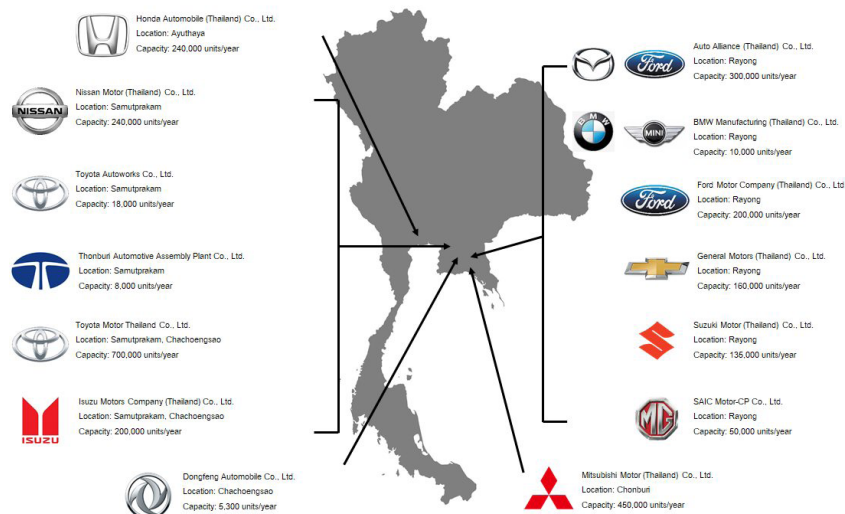 Honda Automobile (Thailand) Co., Ltd.
Location: Ayuthaya
Capacity: 240,000 units/year
NISSAN
Nissan Motor (Thailand) Co., Ltd.
Location: Samutprakarn
Capacity: 240,000 units/year
Toyota Autoworks Co., Ltd.
Location: Samutprakarn
Capacity: 18,000 units/year
Thonburi Automotive Assembly Plant Co., Ltd.
Location: Samutprakarn
Capacity: 8,000 units/year
Toyota Motor Thailand Co., Ltd.
Location: Samutprakarn, Chachoengsao
Capacity: 700,000 units/year
ISUZU
Isuzu Motors Company (Thailand) Co., Ltd.
Location: Samutprakarn, Chachoengsao
Capacity: 200,000 units/year
Dongfeng Automobile Co., Ltd.
Location: Chachoengsao
Capacity: 5,300 units/year
Ford
Auto Alliance (Thailand) Co., Ltd.
Location: Rayong
Capacity: 300,000 units/year
BMW
MINI
BMW Manufacturing (Thailand) Co., Ltd.
Location: Rayong
Capacity: 10,000 units/year
Ford
Ford Motor Company (Thailand) Co., Ltd
Location: Rayong
Capacity: 200,000 units/year
General Motors (Thailand) Co., Ltd.
Location: Rayong
Capacity: 160,000 units/year
Suzuki Motor (Thailand) Co., Ltd.
Location: Rayong
Capacity: 135,000 units/year
MG
SAIC Motor-CP Co., Ltd.
Location: Rayong
Capacity: 50,000 units/year
Mitsubishi Motor (Thailand) Co., Ltd.
Location: Chonburi
Capacity: 450,000 units/year